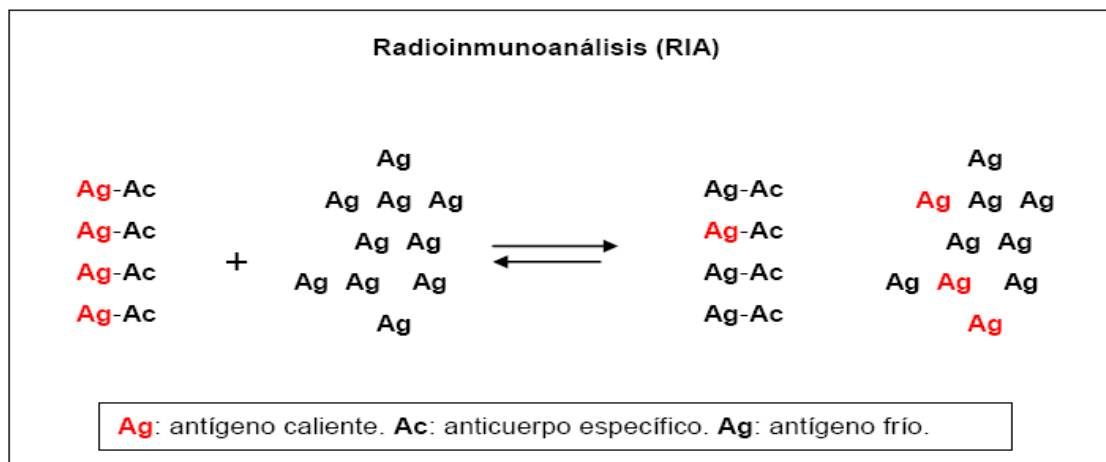 Radioinmunoanálisis (RIA)
Ag Ag
Ag-Ac Ag Ag Ag Ag-Ac Ag Ag Ag
Ag-Ac Ag Ag Ag-Ac Ag Ag
+
Ag-Ac Ag Ag Ag Ag-Ac Ag Ag Ag
Ag-Ac Ag Ag-Ac Ag
Ag: antígeno caliente. Ac: anticuerpo específico. Ag: antígeno frío.